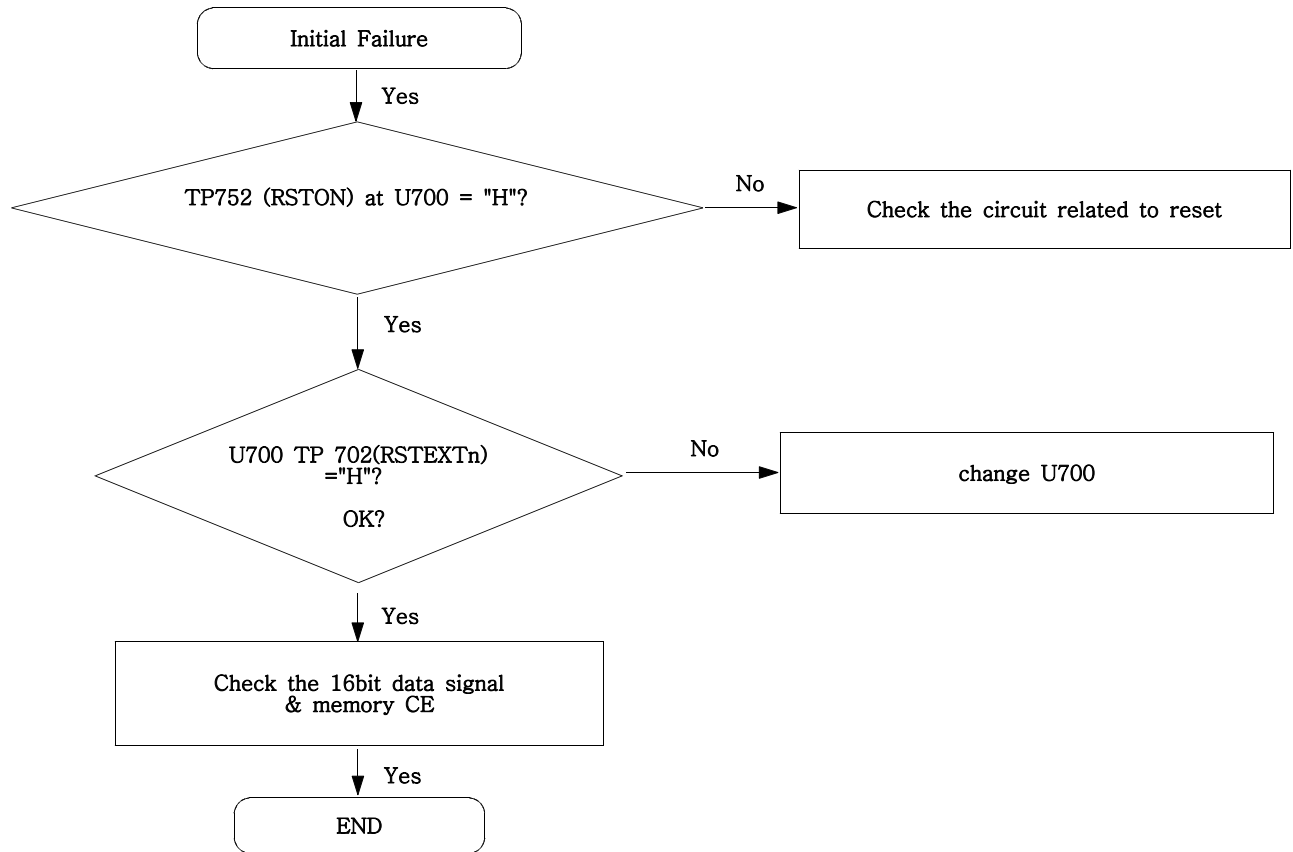 Initial Failure
Yes
TP752 (RSTON) at U700 = "H"?
No
Check the circuit related to reset
Yes
U700 TP 702(RSTEXTn)
="H"?
OK?
No
change U700
Yes
Check the 16bit data signal
& memory CE
Yes
END